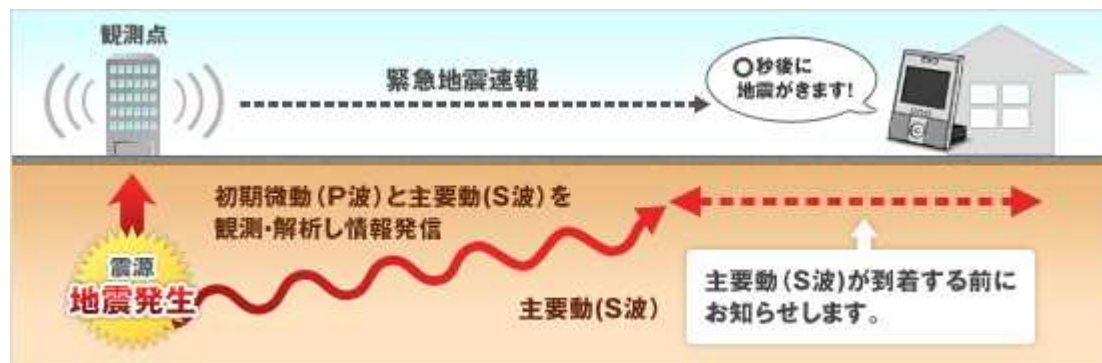 観測点
緊急地震速報
○秒後に
地震がきます!
初期微動(P波)と主要動(S波)を
観測・解析し情報発信
震源
地震発生
主要動(S波)
主要動(S波)が到着する前に
お知らせします。